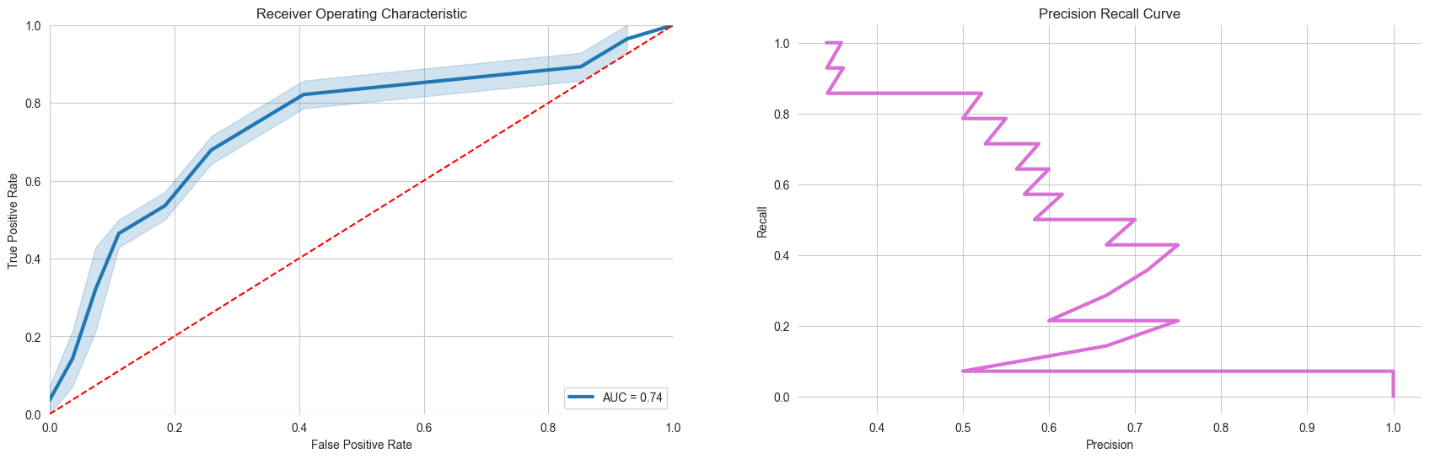 Receiver Operating Characteristic
1.0
0.8
0.6
0.4
0.2
0.0
True Positive Rate
0.0 0.2 0.4 0.6 0.8 1.0
False Positive Rate
AUC = 0.74
Precision Recall Curve
1.0
0.8
0.6
0.4
0.2
0.0
Recall
0.4 0.5 0.6 0.7 0.8 0.9 1.0
Precision